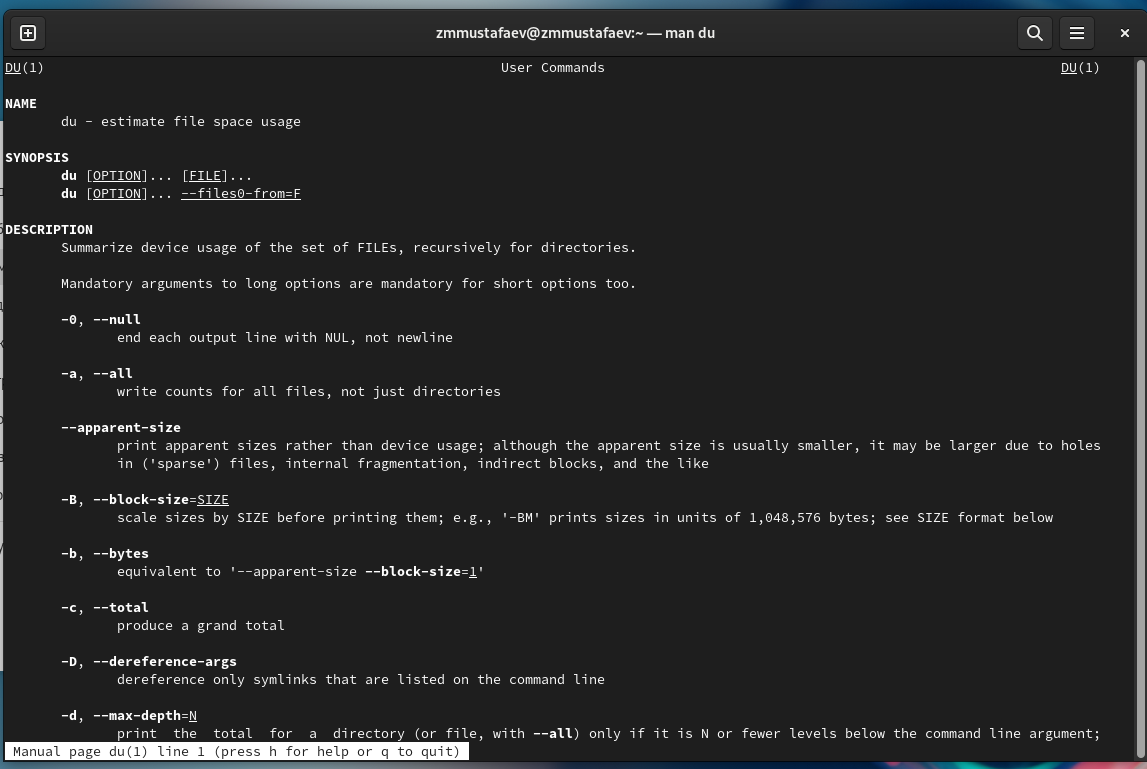 zmmustafaev@zmmustafaev:~ — man du
DU(1) User Commands DU(1)
NAME
du - estimate file space usage
SYNOPSIS
du [OPTION]... [FILE]...
du [OPTION]... --files0-from=F
DESCRIPTION
Summarize device usage of the set of FILEs, recursively for directories.
Mandatory arguments to long options are mandatory for short options too.
-0, --null
end each output line with NUL, not newline
-a, --all
write counts for all files, not just directories
--apparent-size
print apparent sizes rather than device usage; although the apparent size is usually smaller, it may be larger due to holes
in ('sparse') files, internal fragmentation, indirect blocks, and the like
-B, --block-size=SIZE
scale sizes by SIZE before printing them; e.g., '-BM' prints sizes in units of 1,048,576 bytes; see SIZE format below
-b, --bytes
equivalent to '--apparent-size --block-size=1'
-c, --total
produce a grand total
-D, --dereference-args
dereference only symlinks that are listed on the command line
-d, --max-depth=N
print the total for a directory (or file, with --all) only if it is N or fewer levels below the command line argument;
Manual page du(1) line 1 (press h for help or q to quit)